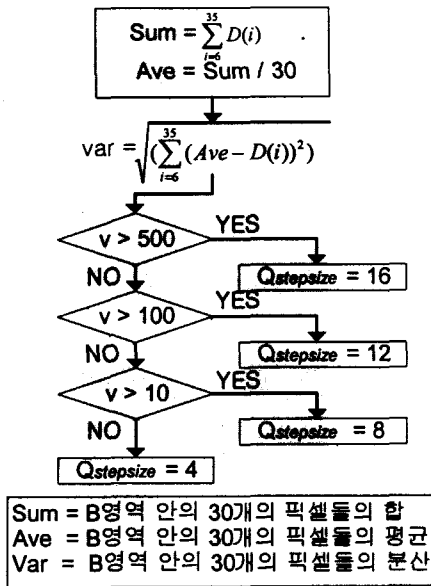 Sum = \sum_{i=6}^{35} D(i)
Ave = Sum / 30
var = \sqrt{(\sum_{i=6}^{35} (Ave - D(i))^2)}
v > 500
YES
NO
Qstepsize = 16
v > 100
YES
NO
Qstepsize = 12
v > 10
YES
NO
Qstepsize = 8
Qstepsize = 4
Sum = B영역 안의 30개의 픽셀들의 합
Ave = B영역 안의 30개의 픽셀들의 평균
Var = B영역 안의 30개의 픽셀들의 분산